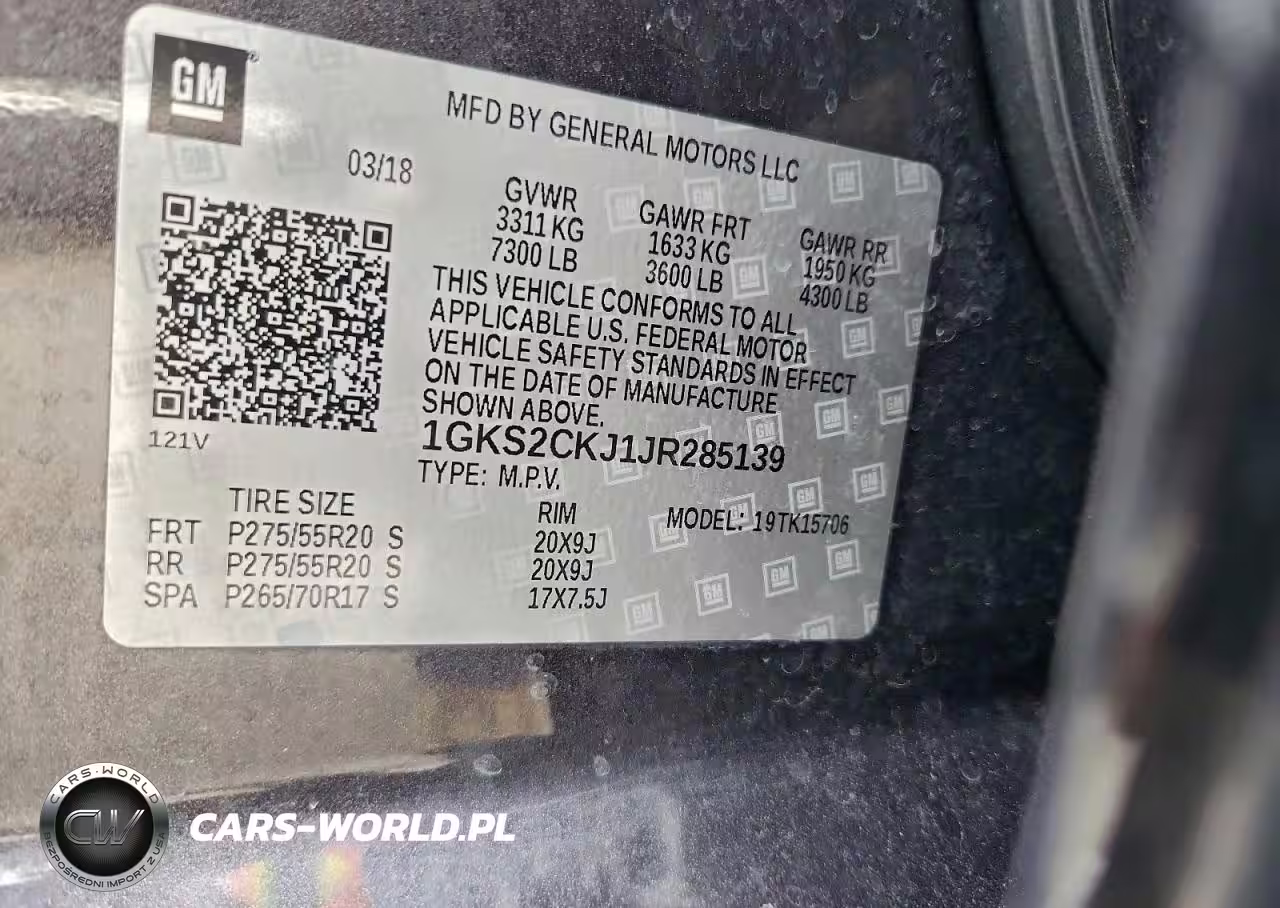 GM
MFD BY GENERAL MOTORS LLC
03/18
GVWR
3311 KG
7300 LB
GAWR FRT
1633 KG
3600 LB
GAWR RR
1950 KG
4300 LB
THIS VEHICLE CONFORMS TO ALL
APPLICABLE U.S. FEDERAL MOTOR
VEHICLE SAFETY STANDARDS IN EFFECT
ON THE DATE OF MANUFACTURE
SHOWN ABOVE.
1GKS2CKJ1JR285139
TYPE: M.P.V.
121V
TIRE SIZE RIM MODEL: 19TK15706
FRT P275/55R20 S 20X9J
RR P275/55R20 S 20X9J
SPA P265/70R17 S 17X7.5J
CARS-WORLD
CW
BEZPOŚREDNI IMPORT Z USA
CARS-WORLD.PL